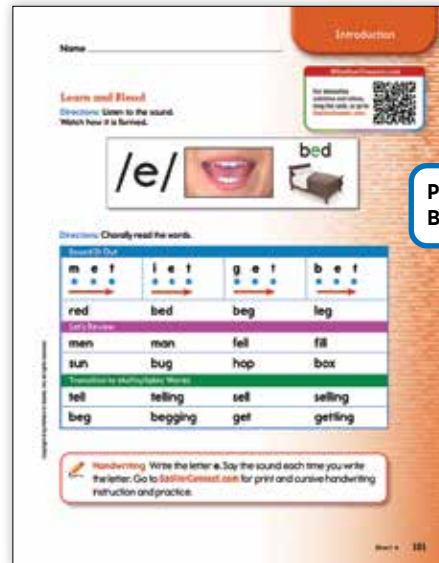 Introduction
Name
SadlierConnect.com
Learn and Blend
Directions: Listen to the sound.
Watch how it is formed.
/e/
bed
P
B
Directions: Chorally read the words.
Sound It Out
m e t
g e t
b e t
red bed beg leg
Let's Review
men man fell fill
sun bug hop box
Transition to Multisyllabic Words
tell telling sell selling
beg begging get getting
Handwriting Write the letter e. Say the sound each time you write
the letter. Go to SadlierConnect.com for print and cursive handwriting
instruction and practice.
101